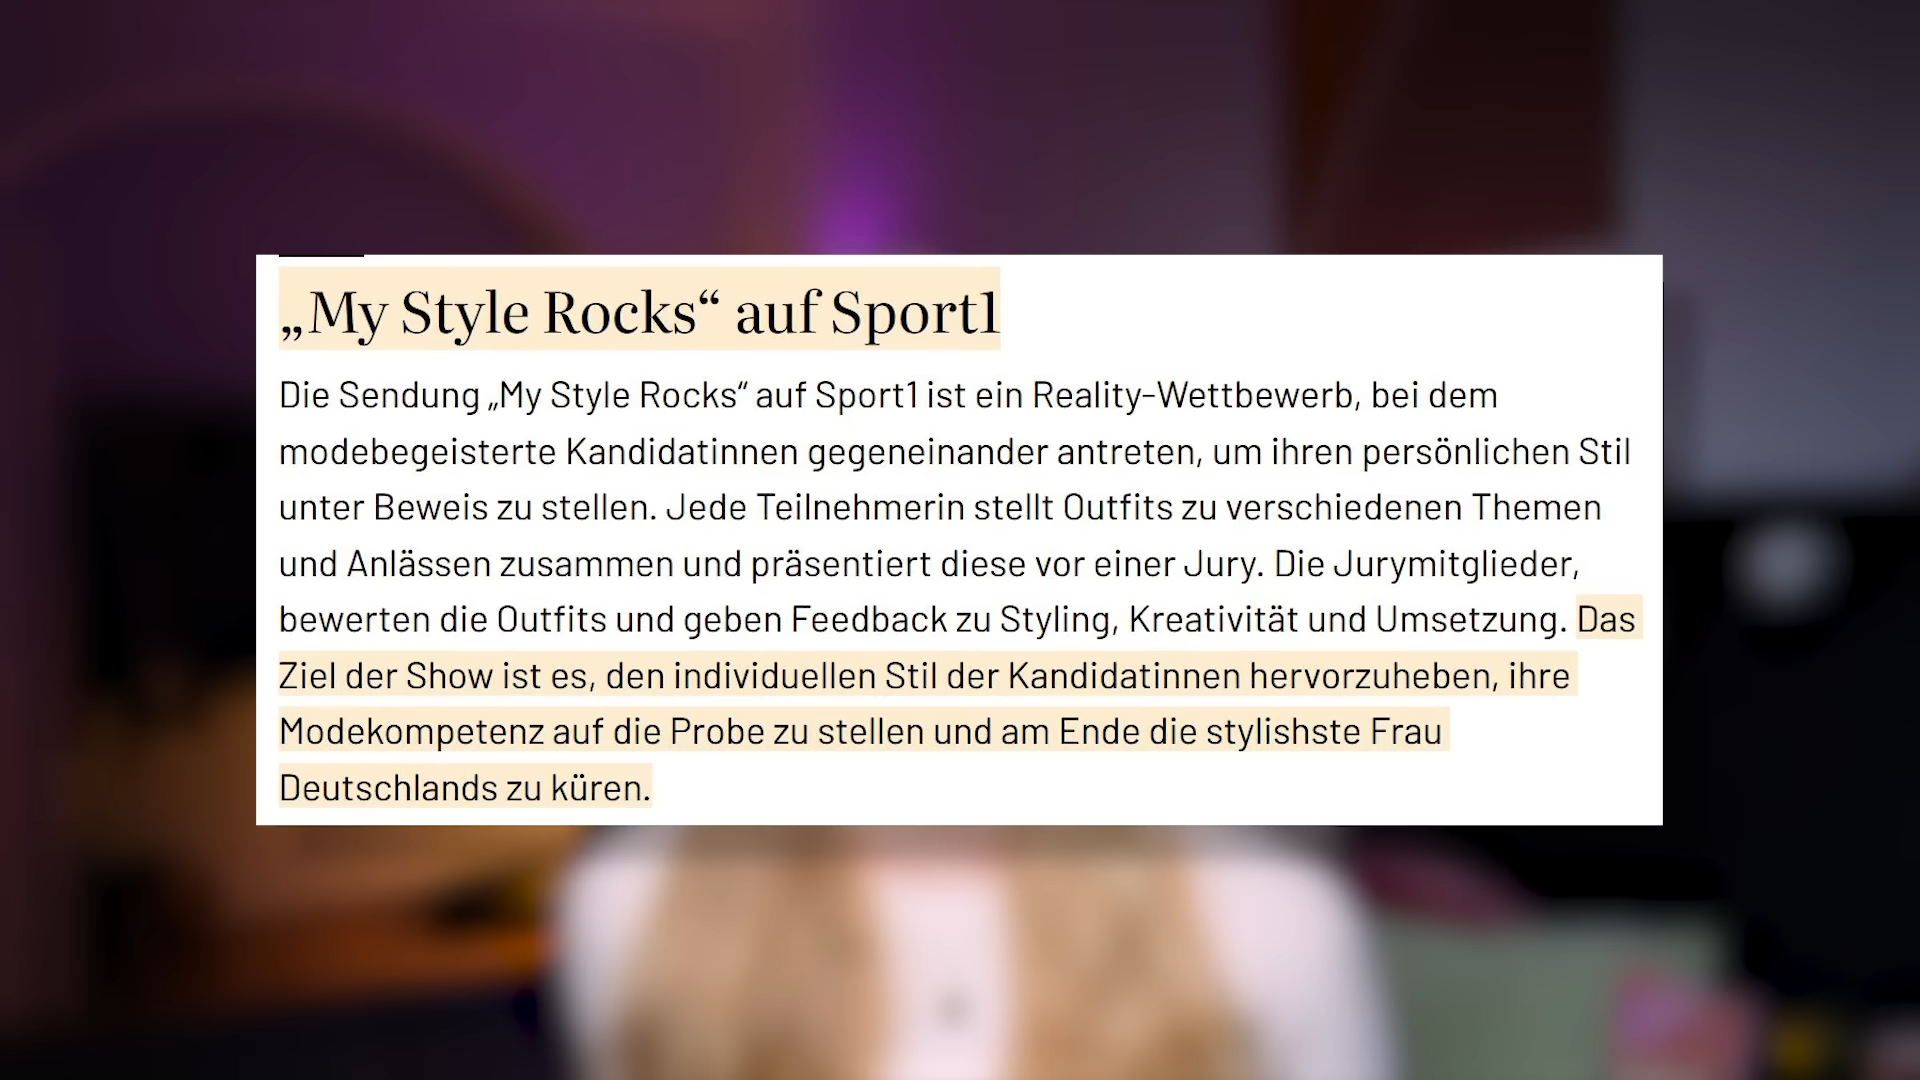 „My Style Rocks“ auf Sport1
Die Sendung „My Style Rocks“ auf Sport1 ist ein Reality-Wettbewerb, bei dem
modebegeisterte Kandidatinnen gegeneinander antreten, um ihren persönlichen Stil
unter Beweis zu stellen. Jede Teilnehmerin stellt Outfits zu verschiedenen Themen
und Anlässen zusammen und präsentiert diese vor einer Jury. Die Jurymitglieder,
bewerten die Outfits und geben Feedback zu Styling, Kreativität und Umsetzung. Das
Ziel der Show ist es, den individuellen Stil der Kandidatinnen hervorzuheben, ihre
Modekompetenz auf die Probe zu stellen und am Ende die stylishste Frau
Deutschlands zu küren.